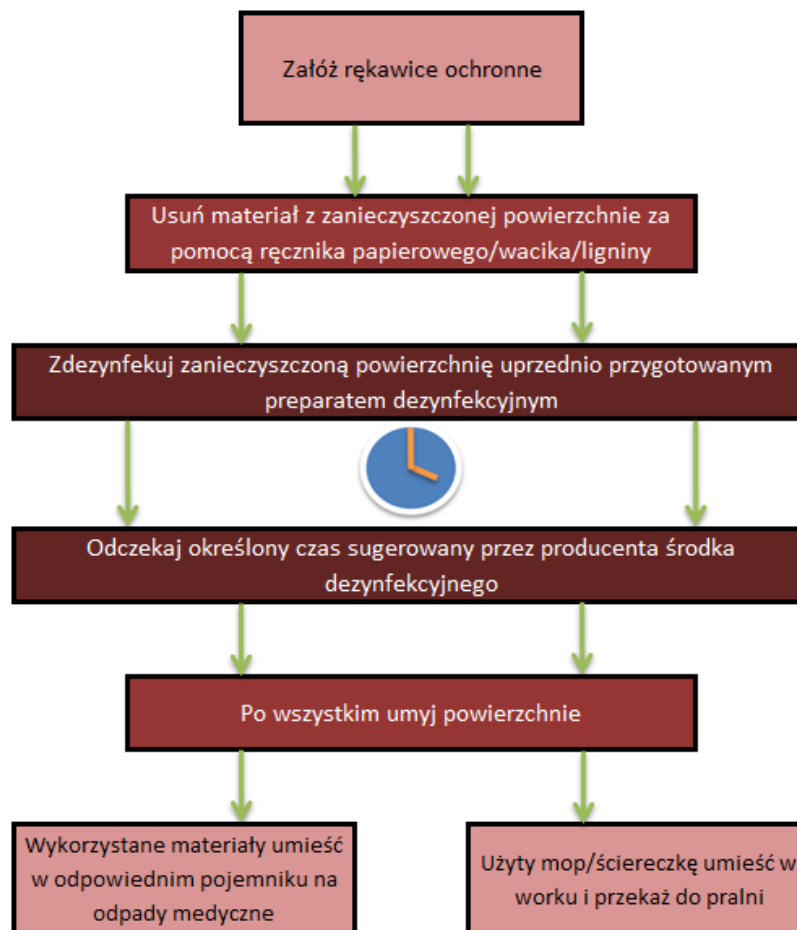 Załóż rękawice ochronne
Usuń materiał z zanieczyszczonej powierzchnie za
pomocą ręcznika papierowego/wacika/ligniny
Zdezynfekuj zanieczyszczoną powierzchnię uprzednio przygotowanym
preparatem dezynfekcyjnym
Odczekaj określony czas sugerowany przez producenta środka
dezynfekcyjnego
Po wszystkim umyj powierzchnie
Wykorzystane materiały umieść
w odpowiednim pojemniku na
odpady medyczne
Użyty mop/ściereczkę umieść w
worku i przekaż do pralni